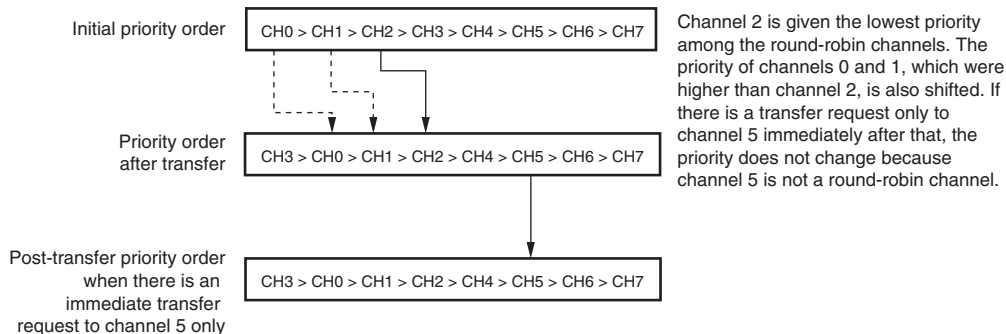 Initial priority order
CH0 > CH1 > CH2 > CH3 > CH4 > CH5 > CH6 > CH7
Channel 2 is given the lowest priority
among the round-robin channels. The
priority of channels 0 and 1, which were
higher than channel 2, is also shifted. If
there is a transfer request only to
channel 5 immediately after that, the
priority does not change because
channel 5 is not a round-robin channel.
Priority order
after transfer
CH3 > CH0 > CH1 > CH2 > CH4 > CH5 > CH6 > CH7
Post-transfer priority order
when there is an
immediate transfer
request to channel 5 only
CH3 > CH0 > CH1 > CH2 > CH4 > CH5 > CH6 > CH7